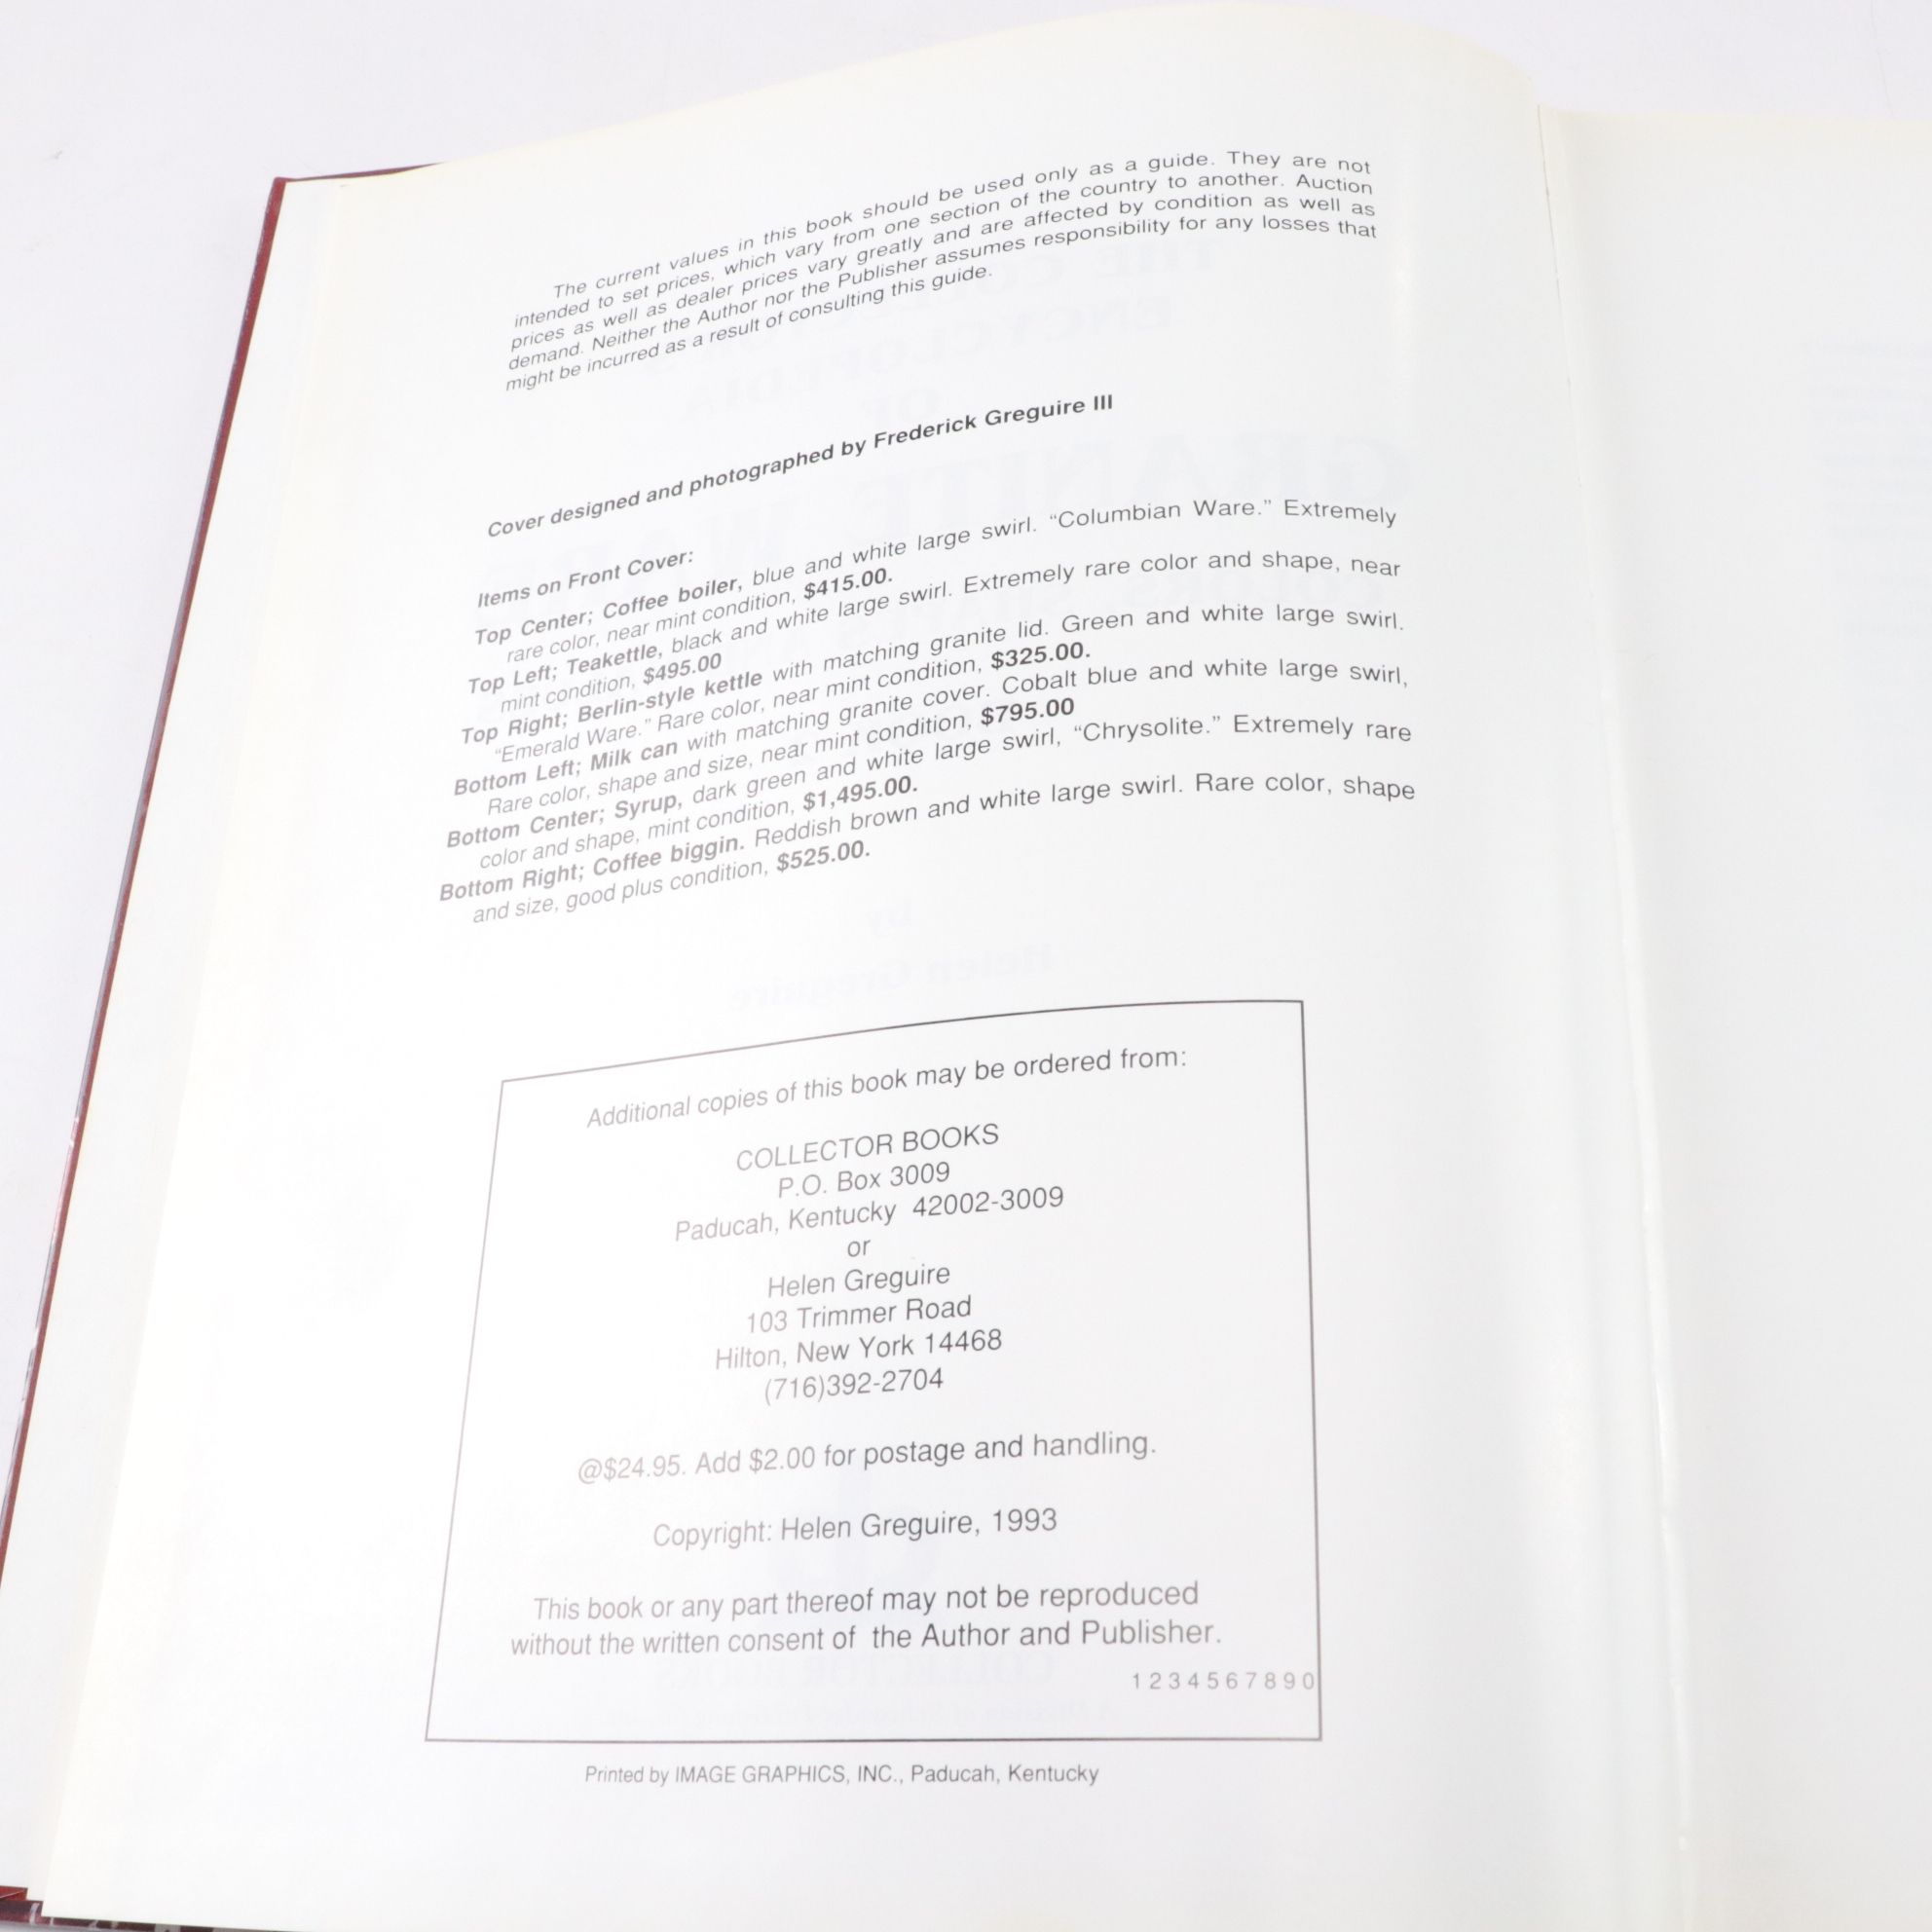 The current values in this book should be used only as a guide. They are not
intended to set prices, which vary from one section of the country to another. Auction
prices as well as dealer prices vary greatly and are affected by condition as well as
demand. Neither the Author nor the Publisher assumes responsibility for any losses that
might be incurred as a result of consulting this guide.
Cover designed and photographed by Frederick Greguire III
Items on Front Cover:
Top Center; Coffee boiler, blue and white large swirl. “Columbian Ware.” Extremely
rare color, near mint condition, $415.00.
Top Left; Teakettle, black and white large swirl. Extremely rare color and shape, near
mint condition, $495.00
Top Right; Berlin-style kettle with matching granite lid. Green and white large swirl.
“Emerald Ware.” Rare color, near mint condition, $325.00.
Bottom Left; Milk can with matching granite cover. Cobalt blue and white large swirl,
Rare color, shape and size, near mint condition, $795.00
Bottom Center; Syrup, dark green and white large swirl, “Chrysolite.” Extremely rare
color and shape, mint condition, $1,495.00.
Bottom Right; Coffee biggin. Reddish brown and white large swirl. Rare color, shape
and size, good plus condition, $525.00.
Additional copies of this book may be ordered from:
COLLECTOR BOOKS
P.O. Box 3009
Paducah, Kentucky 42002-3009
or
Helen Greguire
103 Trimmer Road
Hilton, New York 14468
(716)392-2704
@$24.95. Add $2.00 for postage and handling.
Copyright: Helen Greguire, 1993
This book or any part thereof may not be reproduced
without the written consent of the Author and Publisher.
1 2 3 4 5 6 7 8 9 0
Printed by IMAGE GRAPHICS, INC., Paducah, Kentucky